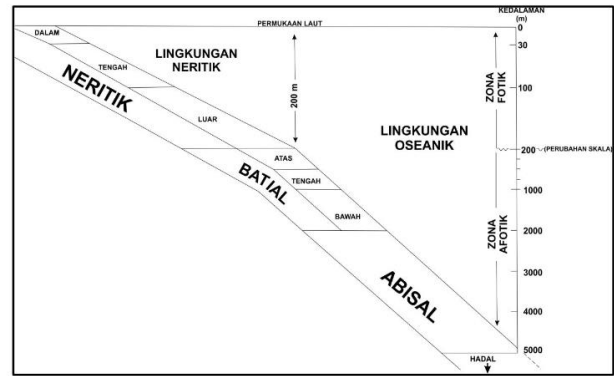 KEDALAMAN
(m)
PERMUKAAN LAUT
0
DALAM
30
LINGKUNGAN
NERITIK
TENGAH
NERITIK
200 m
ZONA
FOTIK
100
LUAR
LINGKUNGAN
OSEANIK
200
(PERUBAHAN SKALA)
ATAS
BATIAL
TENGAH
1000
BAWAH
2000
ZONA
AFOTIK
ABISAL
3000
4000
5000
HADAL